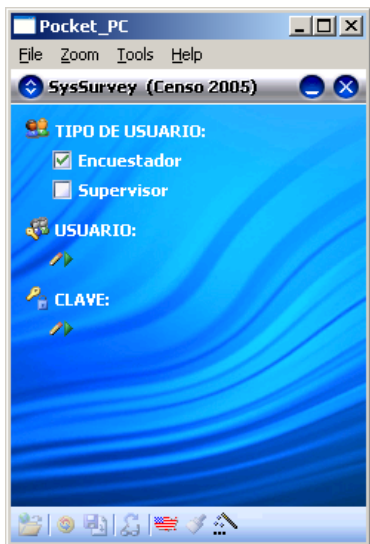 Pocket_PC
File Zoom Tools Help
SysSurvey (Censo 2005)
TIPO DE USUARIO:
Encuestador
Supervisor
USUARIO:
CLAVE: